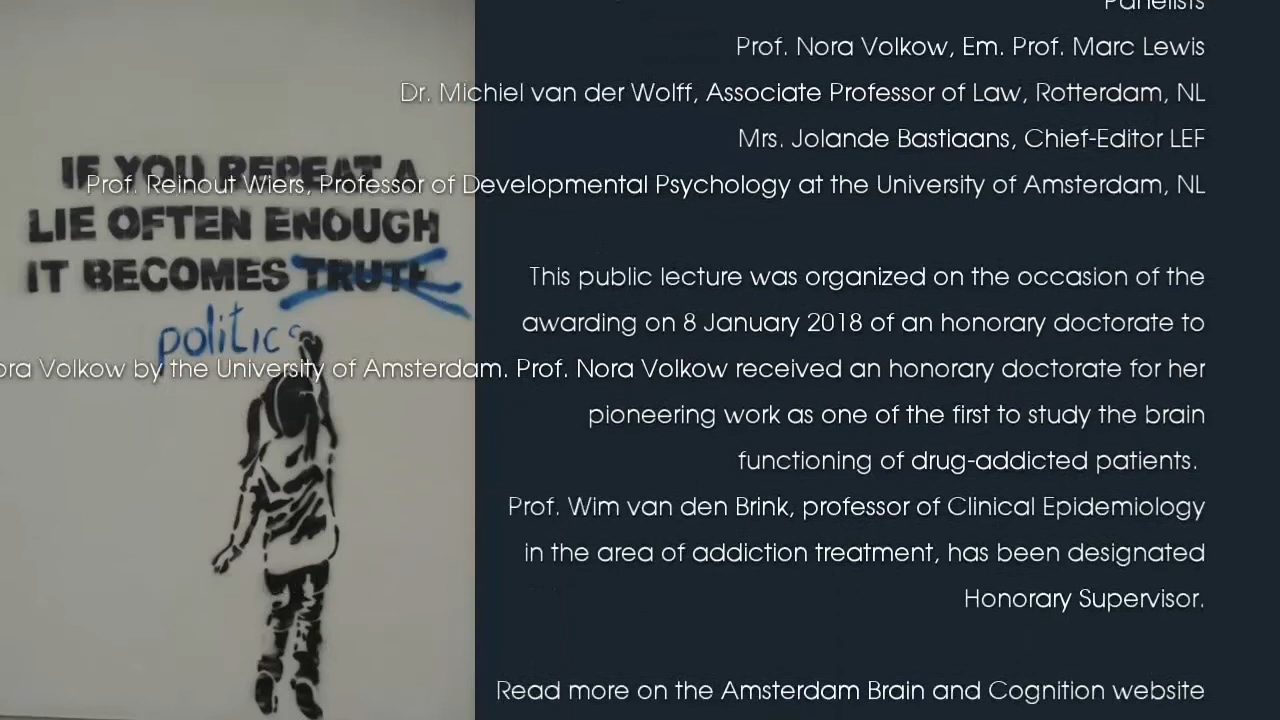 Panelists
Prof. Nora Volkow, Em. Prof. Marc Lewis
Dr. Michiel van der Wolff, Associate Professor of Law, Rotterdam, NL
Mrs. Jolande Bastiaans, Chief-Editor LEF
IF YOU REPEAT A
Prof. Reinout Wiers, Professor of Developmental Psychology at the University of Amsterdam, NL
LIE OFTEN ENOUGH
IT BECOMES TRUTH
politics
This public lecture was organized on the occasion of the
awarding on 8 January 2018 of an honorary doctorate to
ora Volkow by the University of Amsterdam. Prof. Nora Volkow received an honorary doctorate for her
pioneering work as one of the first to study the brain
functioning of drug-addicted patients.
Prof. Wim van den Brink, professor of Clinical Epidemiology
in the area of addiction treatment, has been designated
Honorary Supervisor.
Read more on the Amsterdam Brain and Cognition website